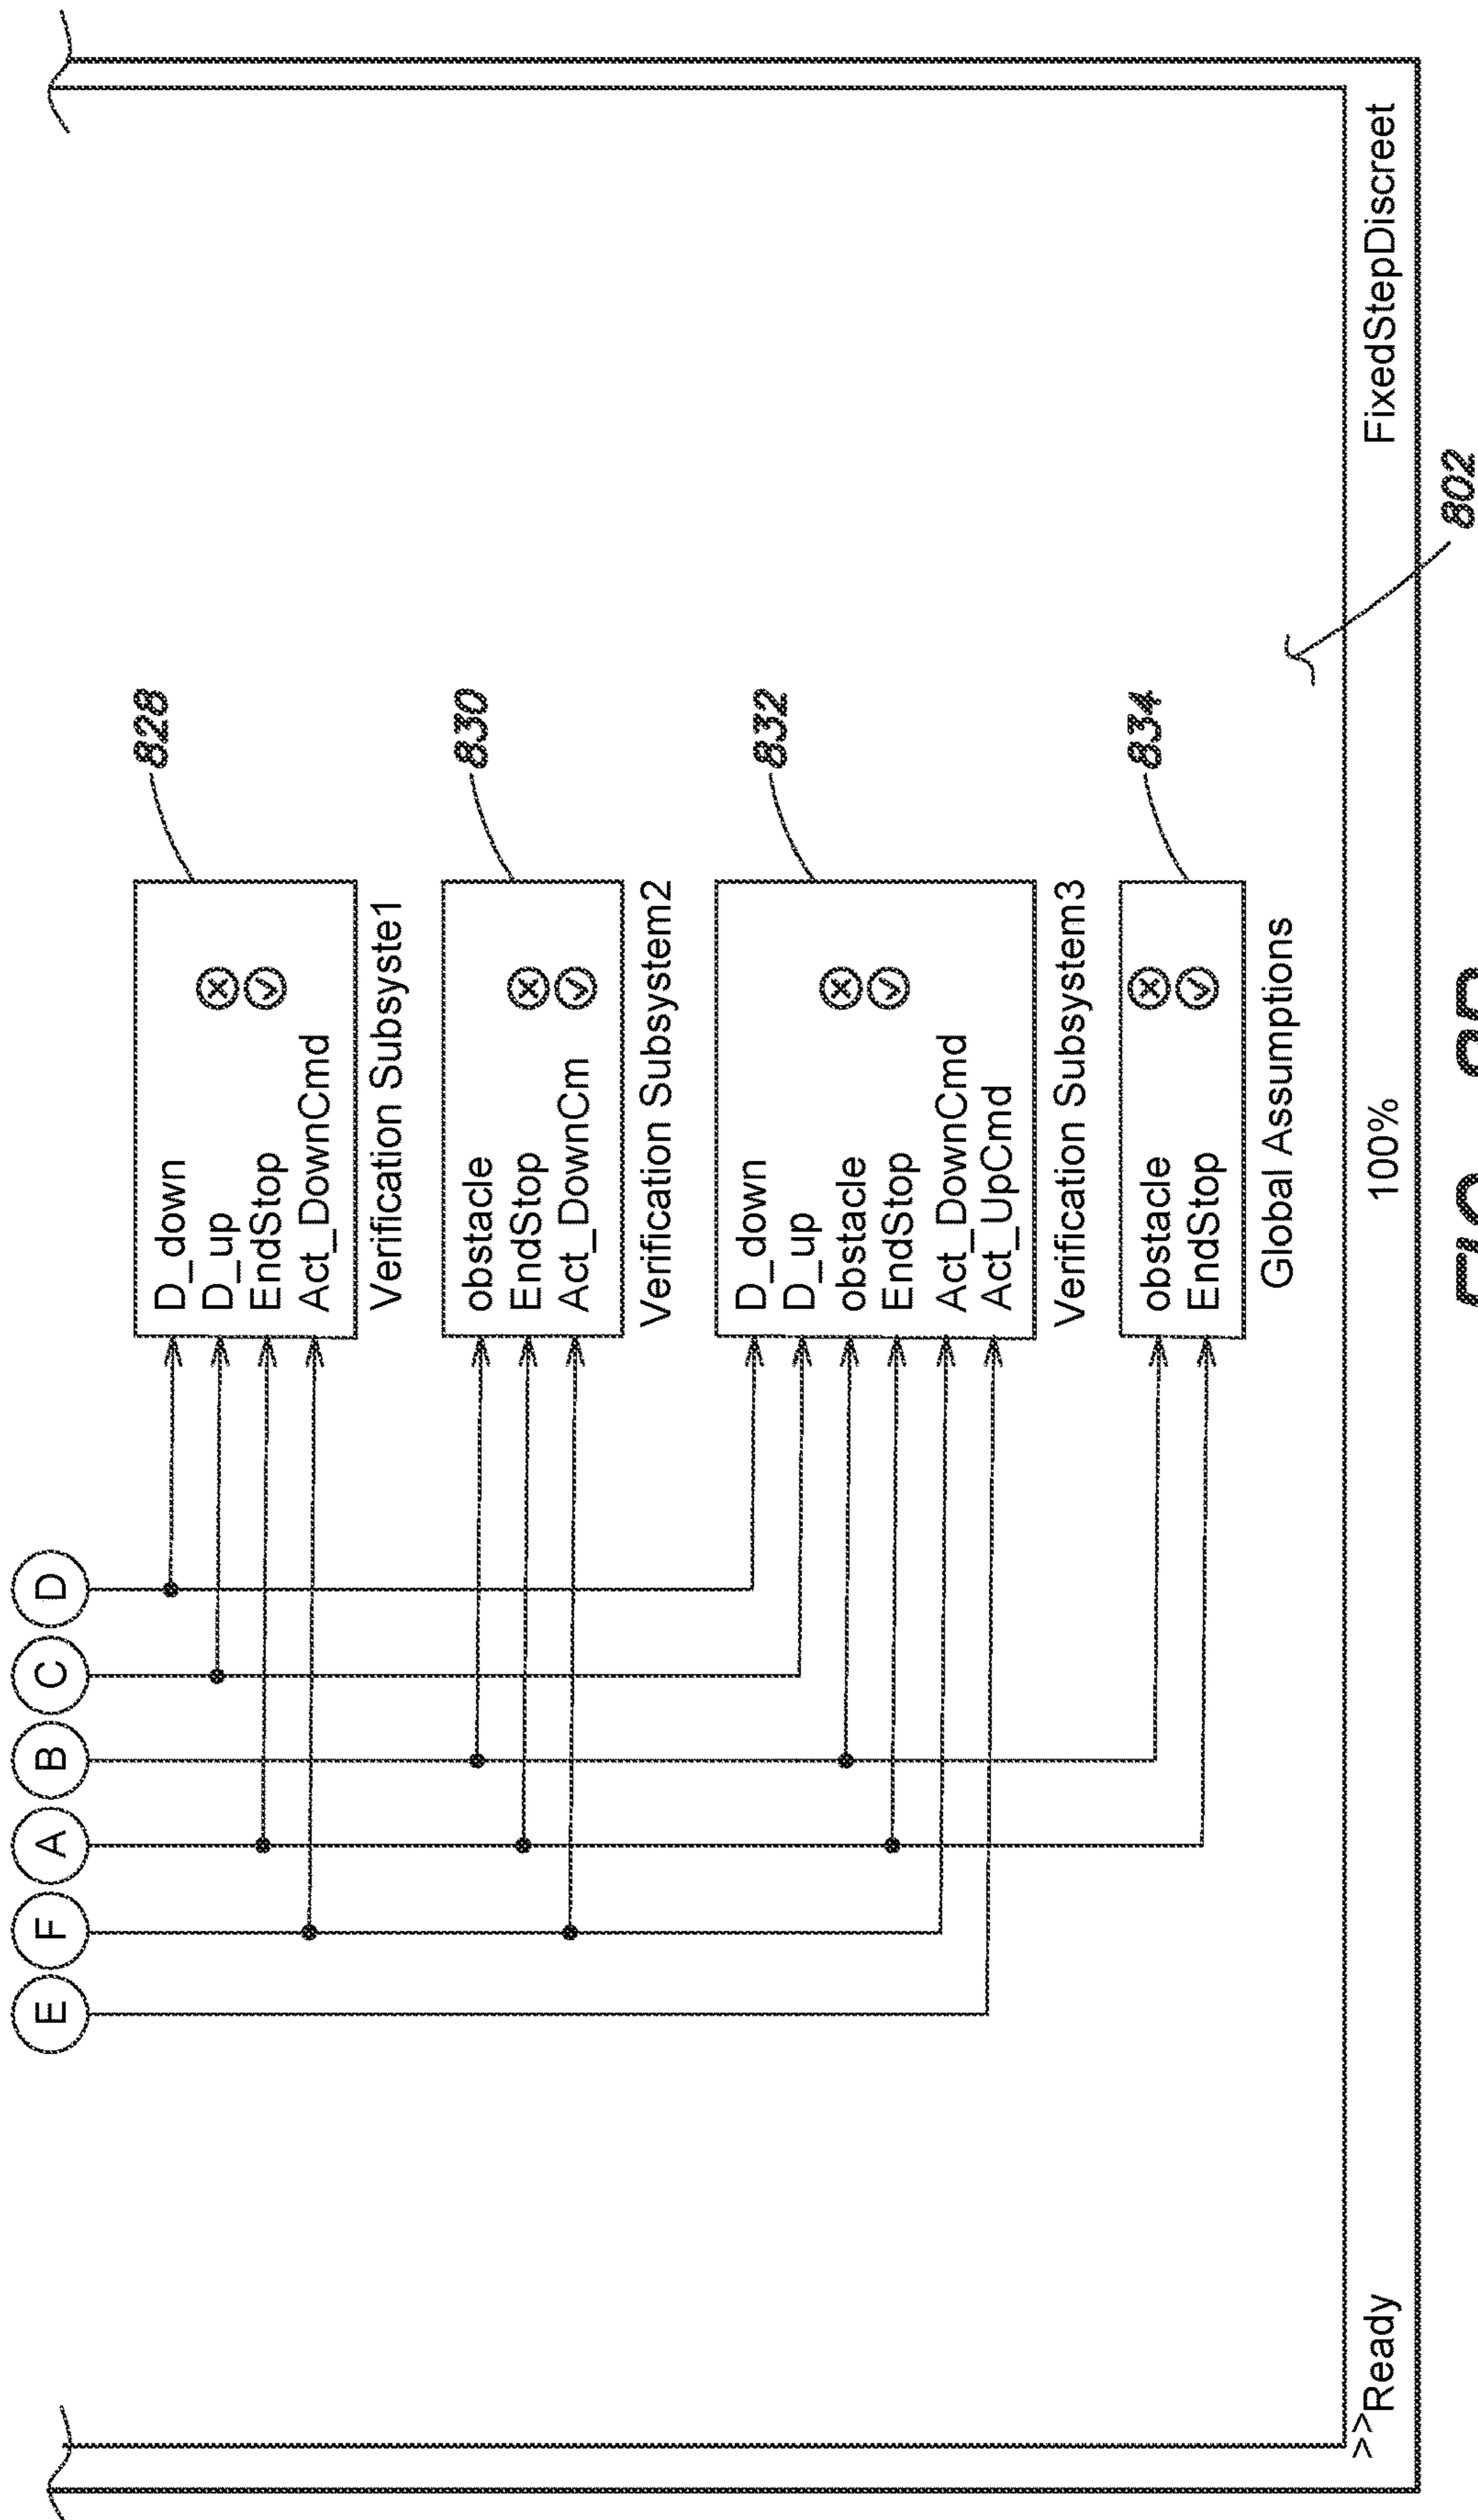 E
F
A
B
C
D
D_down
D_up
EndStop
Act_DownCmd
Verification Subsyste1
828
obstacle
EndStop
Act_DownCm
Verification Subsystem2
830
D_down
D_up
obstacle
EndStop
Act_DownCmd
Act_UpCmd
Verification Subsystem3
832
obstacle
EndStop
Global Assumptions
834
>>Ready
100%
FixedStepDiscreet
802